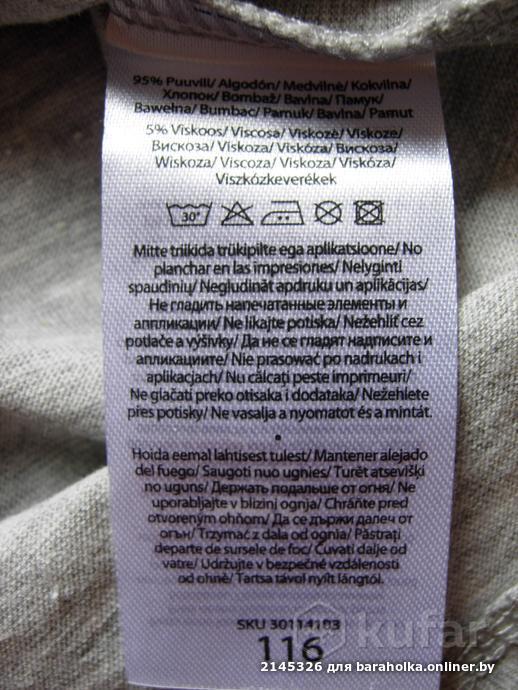 95% Puuvill/ Algodón/ Medvilnė/ Kokvilna/
Хлопок/ Bombaž/ Bavlna/ Памук/
Bawełna/ Bumbac/ Pamuk/ Bavlna/ Pamut
5% Viskoos/ Viscosa/ Viskozė/ Viskoze/
Вискоза/ Viskoza/ Viskóza/ Вискоза/
Wiskoza/ Viscoza/ Viskoza/ Viskóza/
Viszkózkeverékek
30°
Mitte triikida trükipilte ega aplikatsioone/ No
planchar en las impresiones/ Nelyginti
spaudinių/ Negludināt apdruku un aplikācijas/
Не гладить напечатанные элементы и
аппликации/ Ne likajte potiska/ Nežehliť cez
potlače a výšivky/ Да не се гладят надписите и
апликациите/ Nie prasować po nadrukach i
aplikacjach/ Nu călcați peste imprimeuri/
Ne glačati preko otisaka i dodataka/ Nežehlete
přes potisky/ Ne vasalja a nyomatot és a mintát.
•
Hoida eemal lahtisest tulest/ Mantener alejado
del fuego/ Saugoti nuo ugnies/ Turēt atsevišķi
no uguns/ Держать подальше от огня/ Ne
uporabljajte v blizini ognja/ Chráňte pred
otvoreným ohňom/ Да се държи далеч от
огън/ Trzymać z dala od ognia/ Păstrați
departe de sursele de foc/ Čuvati dalje od
vatre/ Udržujte v bezpečné vzdálenosti
od ohně/ Tartsa távol nyílt lángtól.
SKU 30114183
116
kufar
2145326 для baraholka.onliner.by